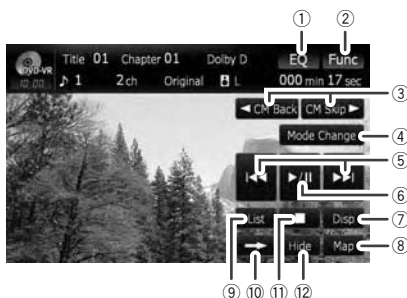 ① ②
DVD-VR Title 01 Chapter 01 Dolby D EQ Func
10:00 ♪ 1 2ch Original L 000 min 17 sec
③
◄ CM Back CM Skip ►
④
Mode Change
⑤
⑥
List Disp ⑦
Hide Map ⑧
⑨ ⑩ ⑪ ⑫